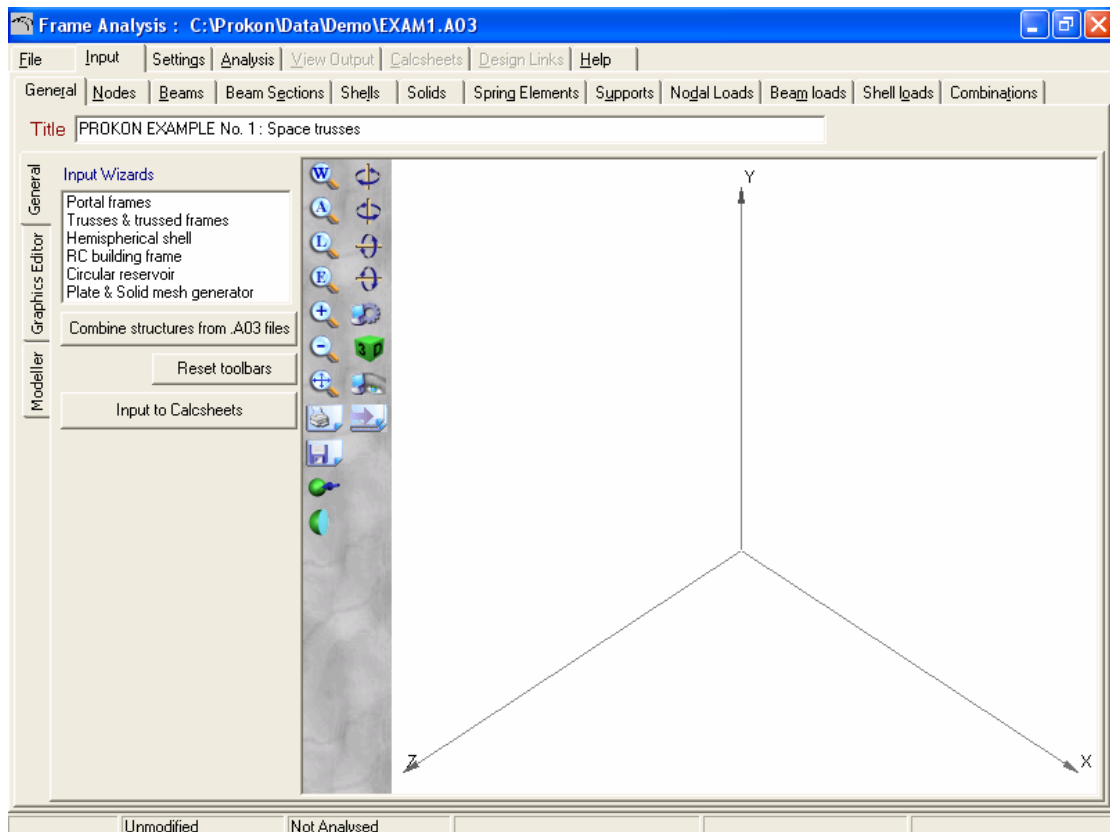 Frame Analysis : C:\Prokon\Data\Demo\EXAM1.A03
File Input Settings Analysis View Output Calcsheets Design Links Help
General Nodes Beams Beam Sections Shells Solids Spring Elements Supports Nodal Loads Beam loads Shell loads Combinations
Title PROKON EXAMPLE No. 1 : Space trusses
General
Graphics Editor
Modeller
Input Wizards
Portal frames
Trusses & trussed frames
Hemispherical shell
RC building frame
Circular reservoir
Plate & Solid mesh generator
Combine structures from .A03 files
Reset toolbars
Input to Calcsheets
W
A
L
E
3D
Y
Z
X
Unmodified Not Analysed